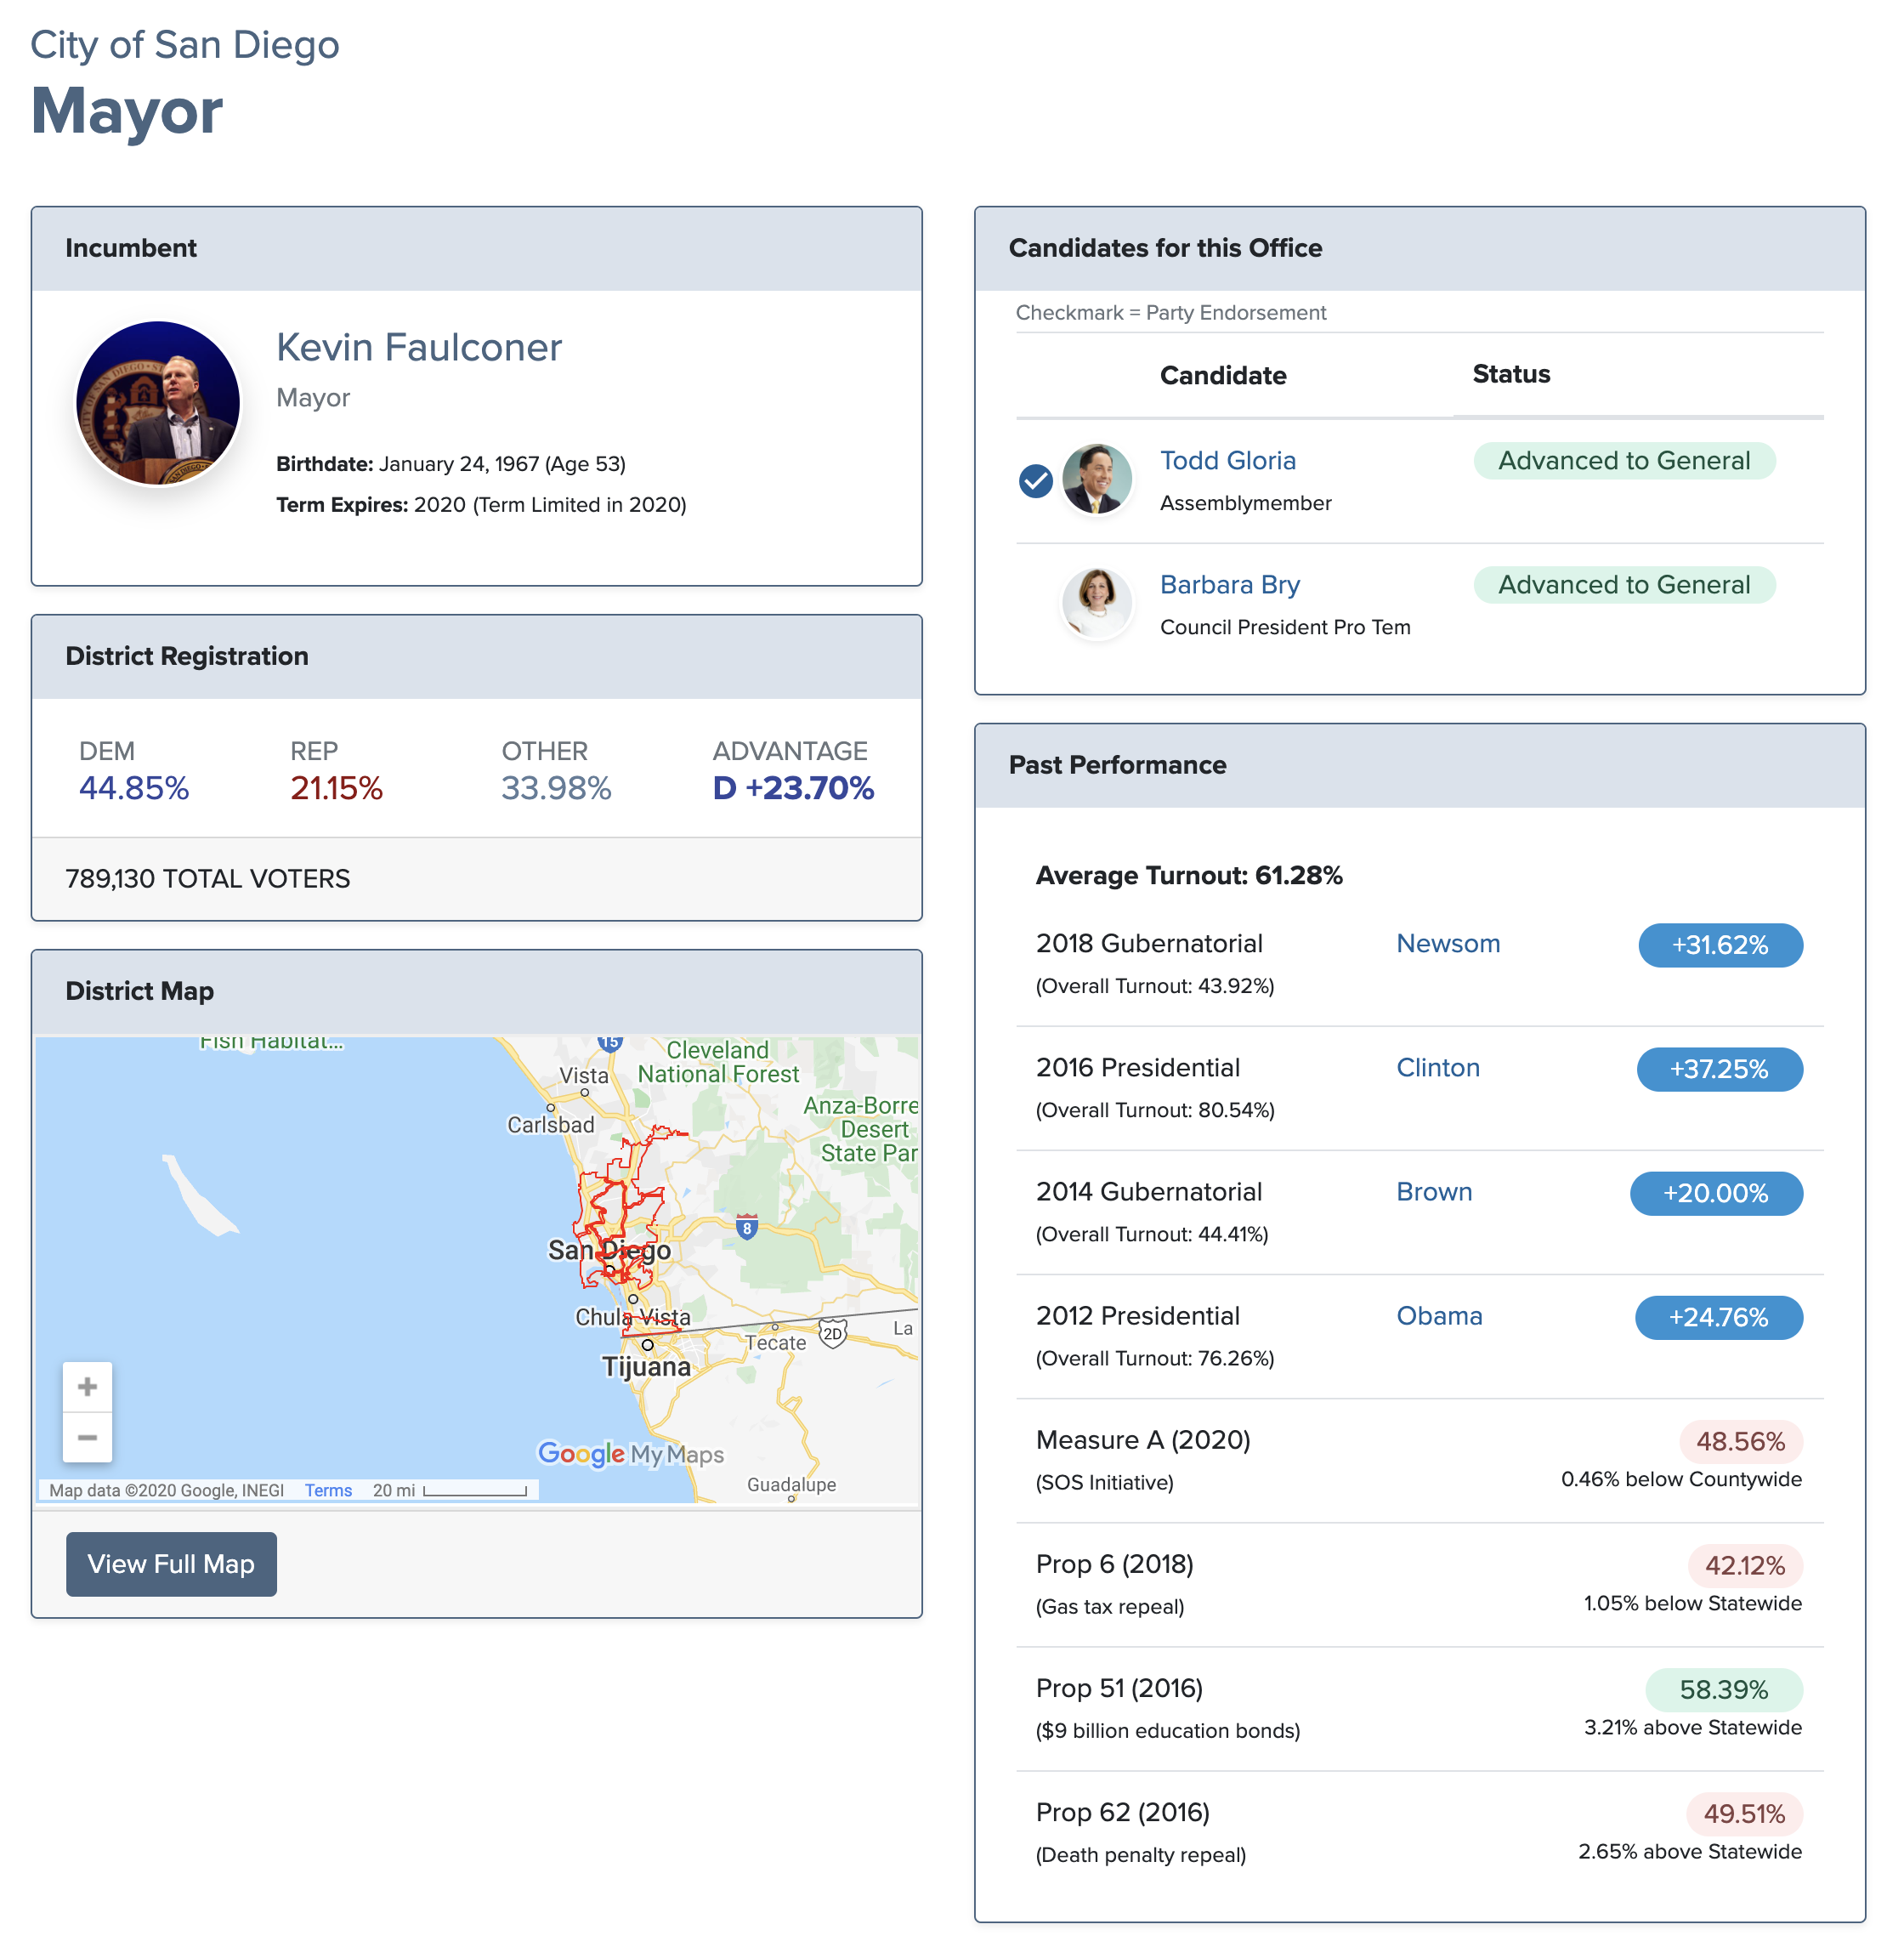 City of San Diego
Mayor
Incumbent
Kevin Faulconer
Mayor
Birthdate: January 24, 1967 (Age 53)
Term Expires: 2020 (Term Limited in 2020)
District Registration
DEM REP OTHER ADVANTAGE
44.85% 21.15% 33.98% D +23.70%
789,130 TOTAL VOTERS
District Map
Fish Habitat...
15
Cleveland
National Forest
Vista
Carlsbad
Anza-Borre
Desert
State Par
8
San Diego
Chula Vista
Tecate
2D
La
Tijuana
Google My Maps
Guadalupe
Map data ©2020 Google, INEGI Terms 20 mi
View Full Map
Candidates for this Office
Checkmark = Party Endorsement
Candidate Status
Todd Gloria Advanced to General
Assemblymember
Barbara Bry Advanced to General
Council President Pro Tem
Past Performance
Average Turnout: 61.28%
2018 Gubernatorial Newsom +31.62%
(Overall Turnout: 43.92%)
2016 Presidential Clinton +37.25%
(Overall Turnout: 80.54%)
2014 Gubernatorial Brown +20.00%
(Overall Turnout: 44.41%)
2012 Presidential Obama +24.76%
(Overall Turnout: 76.26%)
Measure A (2020) 48.56%
(SOS Initiative) 0.46% below Countywide
Prop 6 (2018) 42.12%
(Gas tax repeal) 1.05% below Statewide
Prop 51 (2016) 58.39%
($9 billion education bonds) 3.21% above Statewide
Prop 62 (2016) 49.51%
(Death penalty repeal) 2.65% above Statewide